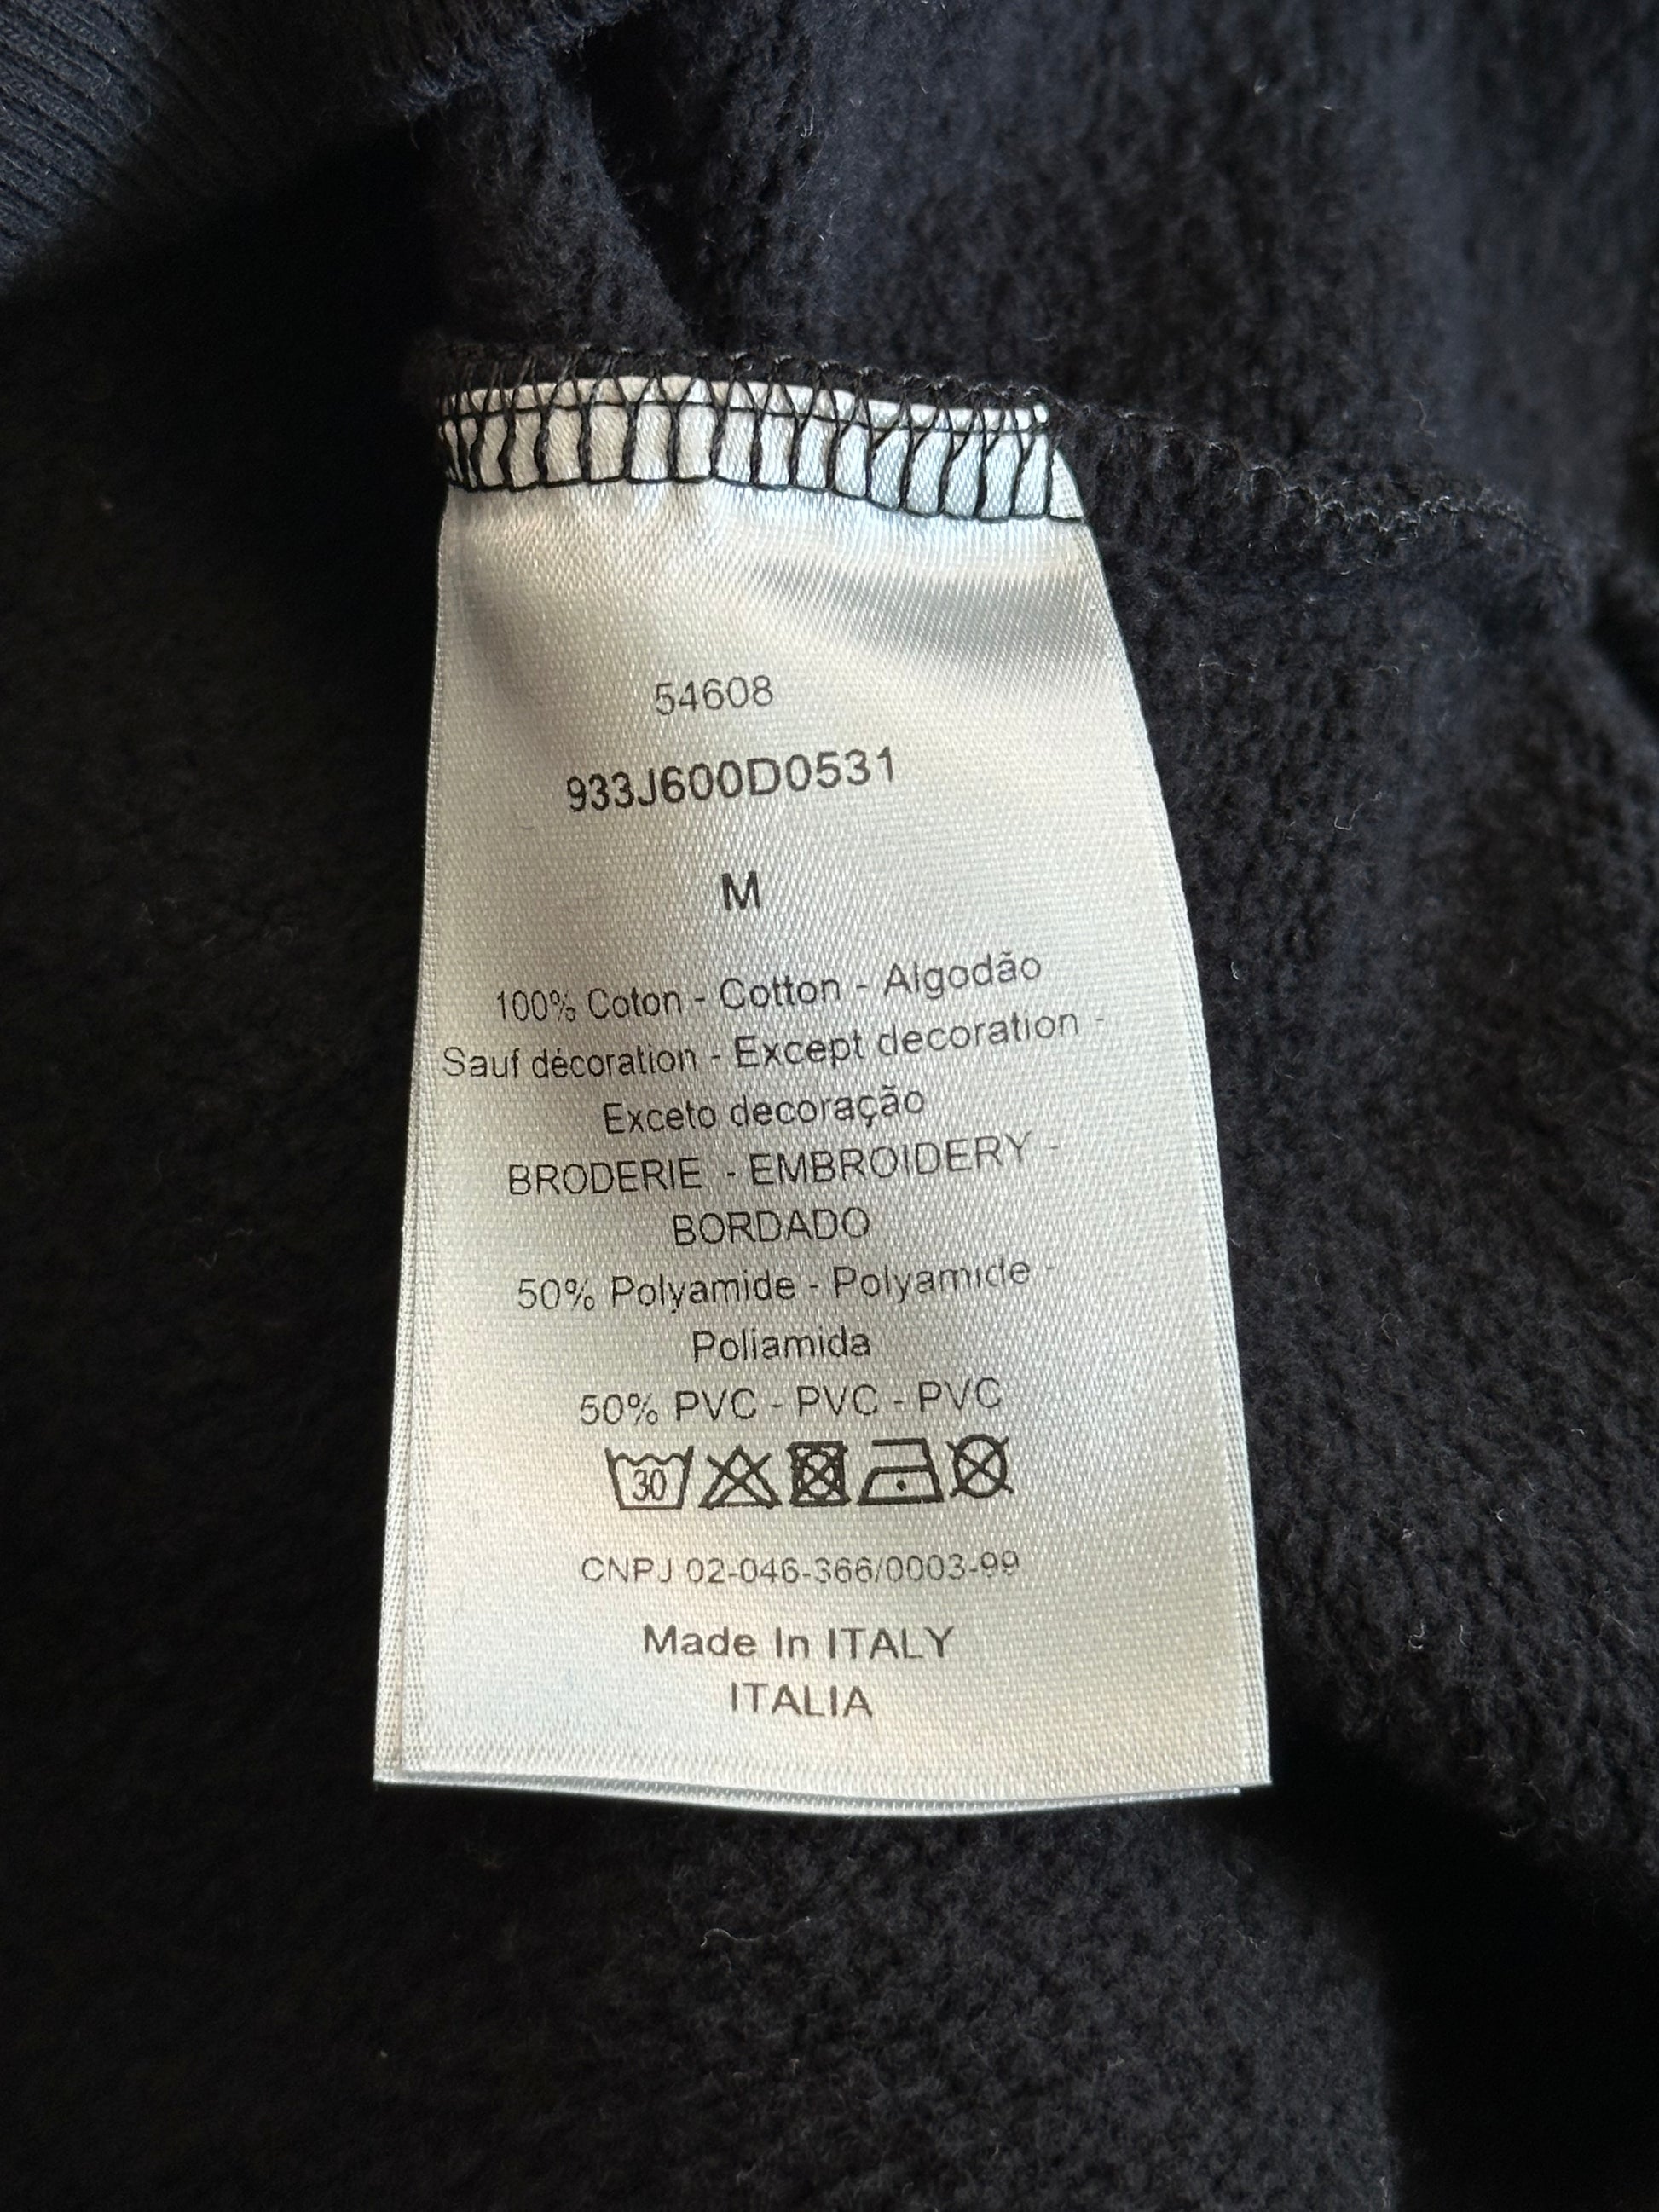 54608
933J600D0531
M
100% Coton - Cotton - Algodão
Sauf décoration - Except decoration -
Exceto decoração
BRODERIE - EMBROIDERY -
BORDADO
50% Polyamide - Polyamide -
Poliamida
50% PVC - PVC - PVC
30
CNPJ 02-046-366/0003-99
Made In ITALY
ITALIA